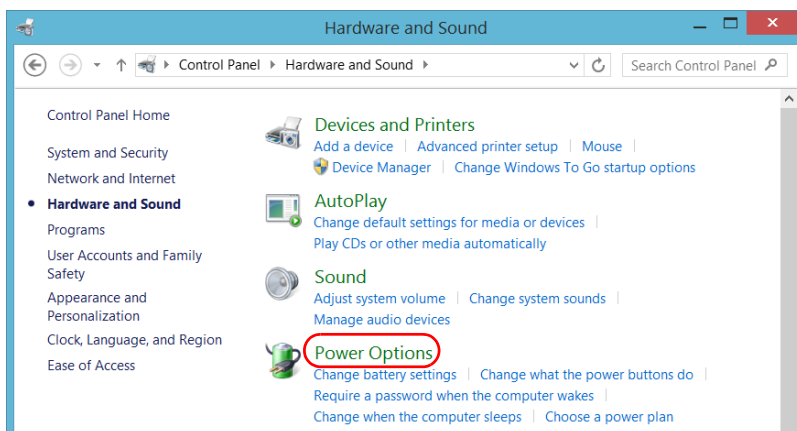 Hardware and Sound
Control Panel Hardware and Sound
Search Control Panel
Control Panel Home
System and Security
Network and Internet
Hardware and Sound
Programs
User Accounts and Family
Safety
Appearance and
Personalization
Clock, Language, and Region
Ease of Access
Devices and Printers
Add a device Advanced printer setup Mouse
Device Manager Change Windows To Go startup options
AutoPlay
Change default settings for media or devices
Play CDs or other media automatically
Sound
Adjust system volume Change system sounds
Manage audio devices
Power Options
Change battery settings Change what the power buttons do
Require a password when the computer wakes
Change when the computer sleeps Choose a power plan